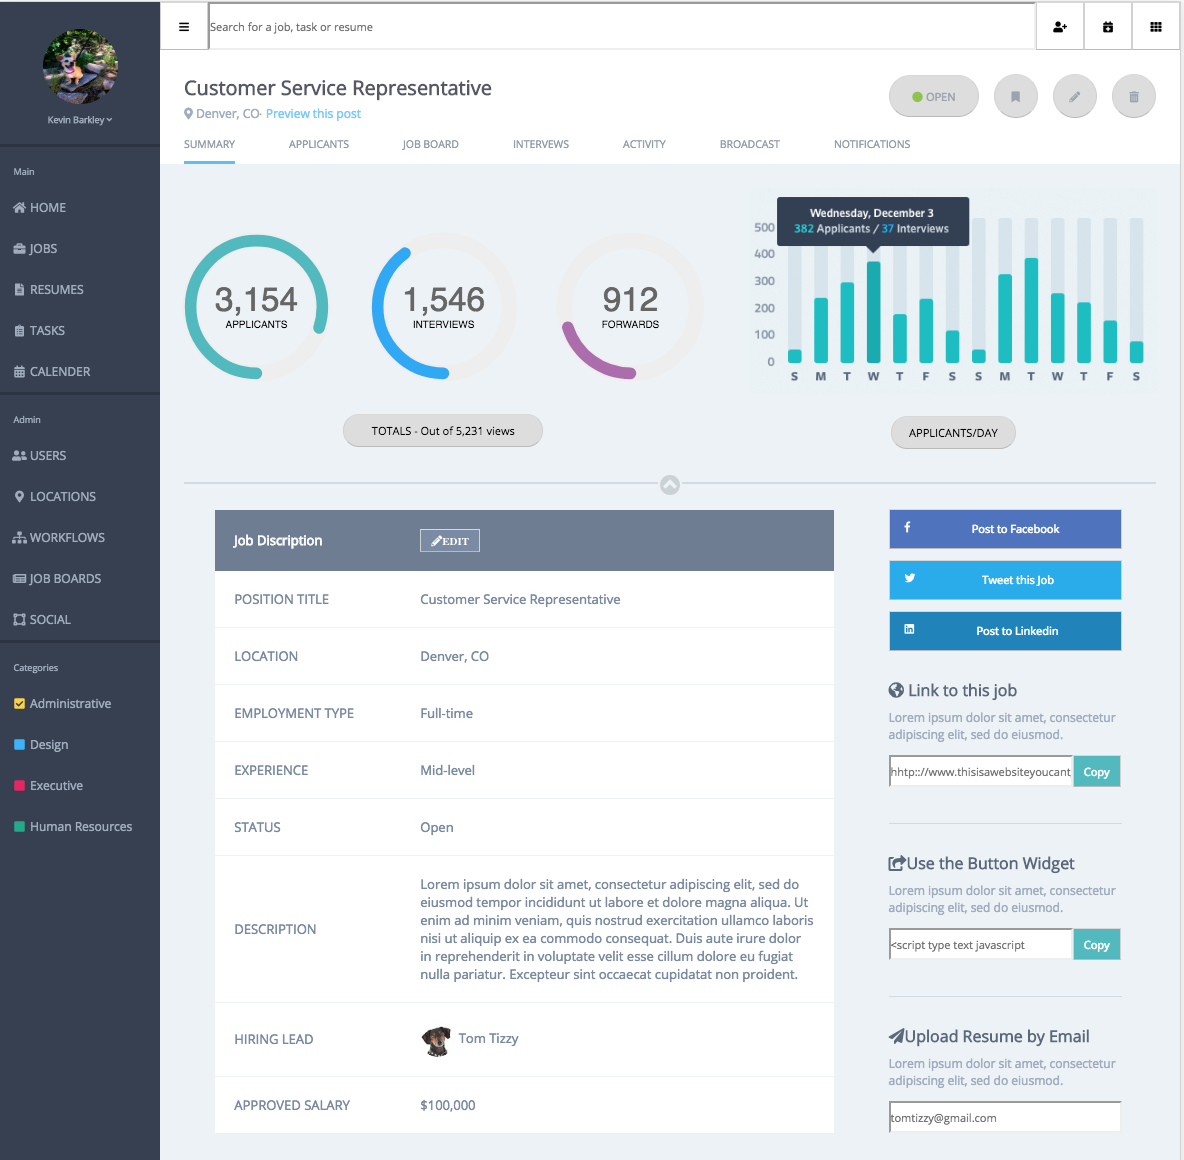 Kevin Barkley
Main
HOME
JOBS
RESUMES
TASKS
CALENDER
Admin
USERS
LOCATIONS
WORKFLOWS
JOB BOARDS
SOCIAL
Categories
Administrative
Design
Executive
Human Resources
Search for a job, task or resume
Customer Service Representative
Denver, CO· Preview this post
OPEN
SUMMARY APPLICANTS JOB BOARD INTERVIEWS ACTIVITY BROADCAST NOTIFICATIONS
3,154
APPLICANTS
1,546
INTERVIEWS
912
FORWARDS
TOTALS - Out of 5,231 views
Wednesday, December 3
382 Applicants / 37 Interviews
500
400
300
200
100
0
S M T W T F S S M T W T F S
APPLICANTS/DAY
Job Discription EDIT
POSITION TITLE Customer Service Representative
LOCATION Denver, CO
EMPLOYMENT TYPE Full-time
EXPERIENCE Mid-level
STATUS Open
DESCRIPTION
Lorem ipsum dolor sit amet, consectetur adipiscing elit, sed do
eiusmod tempor incididunt ut labore et dolore magna aliqua. Ut
enim ad minim veniam, quis nostrud exercitation ullamco laboris
nisi ut aliquip ex ea commodo consequat. Duis aute irure dolor
in reprehenderit in voluptate velit esse cillum dolore eu fugiat
nulla pariatur. Excepteur sint occaecat cupidatat non proident.
HIRING LEAD Tom Tizzy
APPROVED SALARY $100,000
Post to Facebook
Tweet this Job
Post to Linkedin
Link to this job
Lorem ipsum dolor sit amet, consectetur
adipiscing elit, sed do eiusmod.
hhtp:://www.thisisawebsiteyoucant Copy
Use the Button Widget
Lorem ipsum dolor sit amet, consectetur
adipiscing elit, sed do eiusmod.
<script type text javascript Copy
Upload Resume by Email
Lorem ipsum dolor sit amet, consectetur
adipiscing elit, sed do eiusmod.
tomtizzy@gmail.com